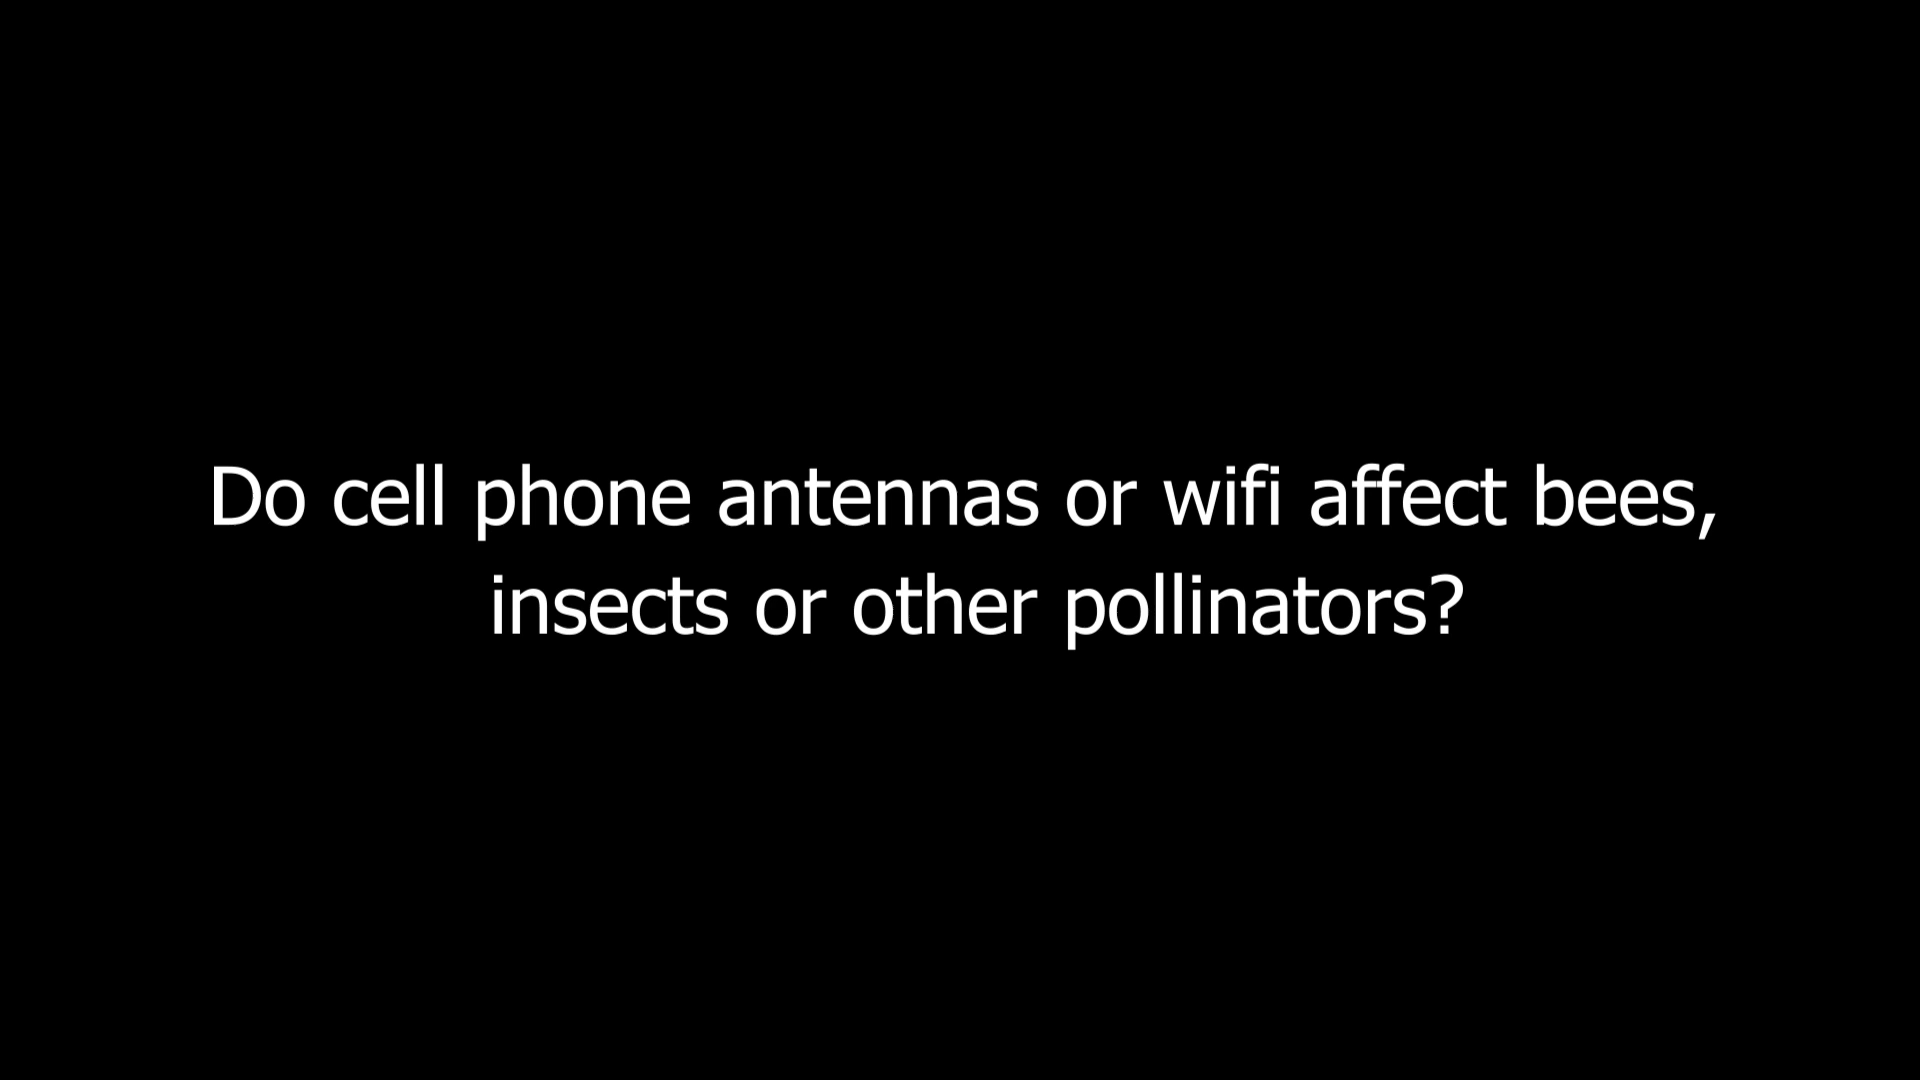 Do cell phone antennas or wifi affect bees,
insects or other pollinators?